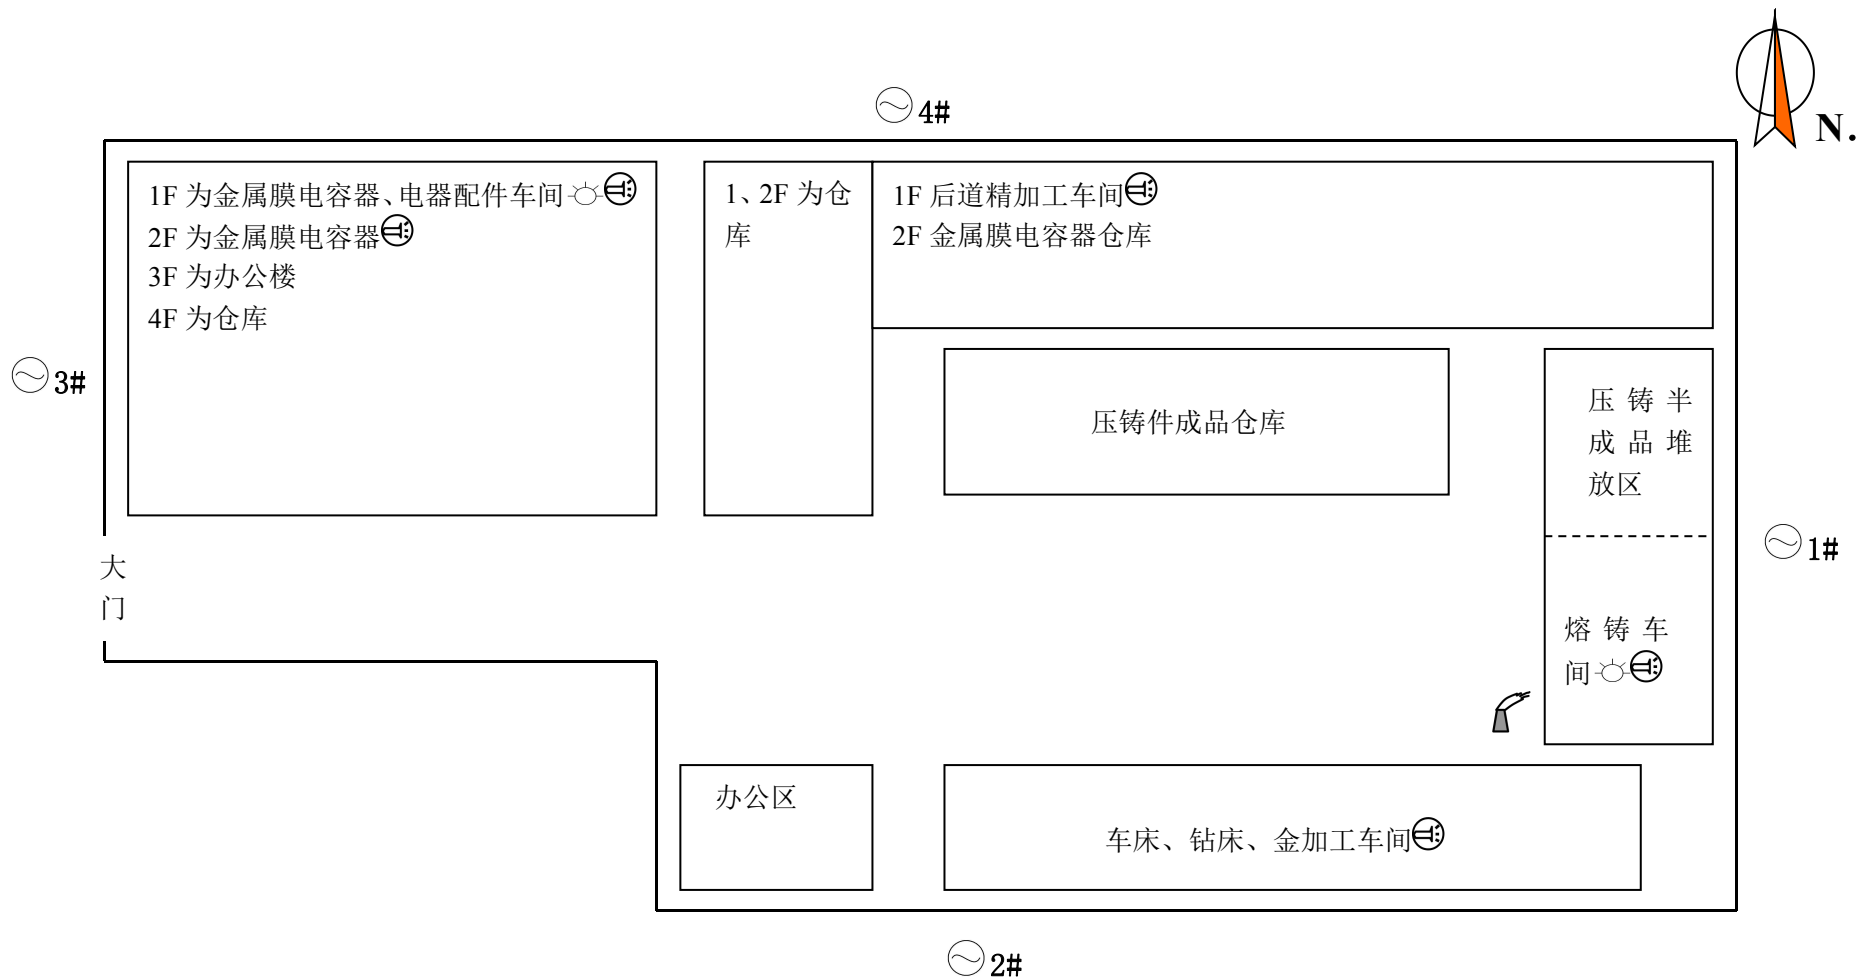 4#
N.
1F 为金属膜电容器、电器配件车间
2F 为金属膜电容器
3F 为办公楼
4F 为仓库
1、2F 为仓
库
1F 后道精加工车间
2F 金属膜电容器仓库
3#
压铸件成品仓库
压铸半
成品堆
放区
1#
大
门
熔铸车
间
办公区
车床、钻床、金加工车间
2#